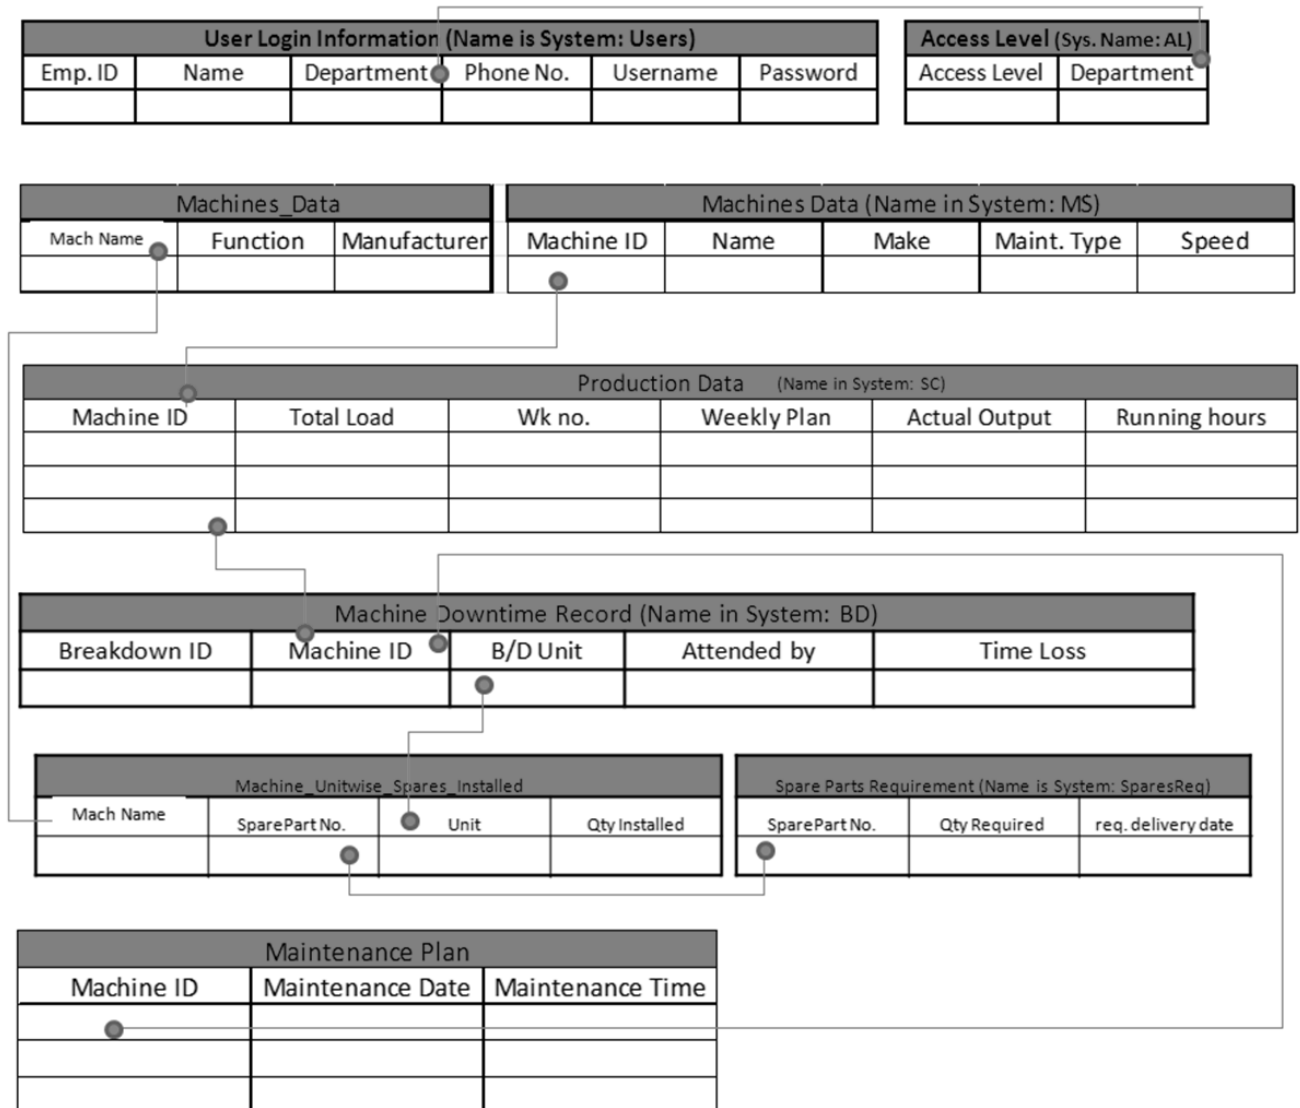 User Login Information (Name is System: Users)
Emp. ID Name Department Phone No. Username Password
Access Level (Sys. Name: AL)
Access Level Department
Machines_Data
Mach Name Function Manufacturer
Machines Data (Name in System: MS)
Machine ID Name Make Maint. Type Speed
Production Data (Name in System: SC)
Machine ID Total Load Wk no. Weekly Plan Actual Output Running hours
Machine Downtime Record (Name in System: BD)
Breakdown ID Machine ID B/D Unit Attended by Time Loss
Machine_Unitwise_Spares_Installed
Mach Name SparePart No. Unit Qty Installed
Spare Parts Requirement (Name is System: SparesReq)
SparePart No. Qty Required req. delivery date
Maintenance Plan
Machine ID Maintenance Date Maintenance Time